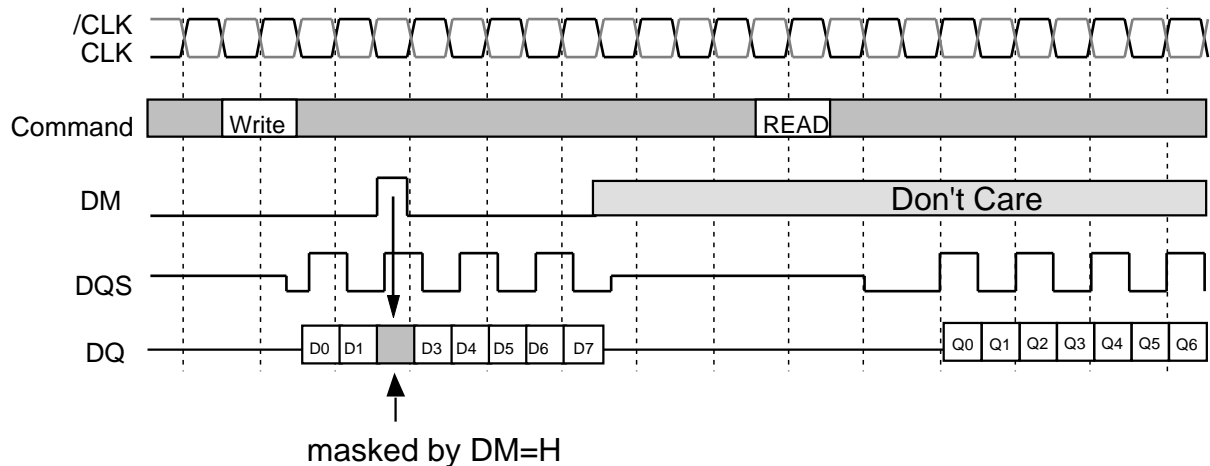 /CLK
CLK
Command Write READ
DM Don't Care
DQS
DQ D0 D1 D3 D4 D5 D6 D7 Q0 Q1 Q2 Q3 Q4 Q5 Q6
masked by DM=H